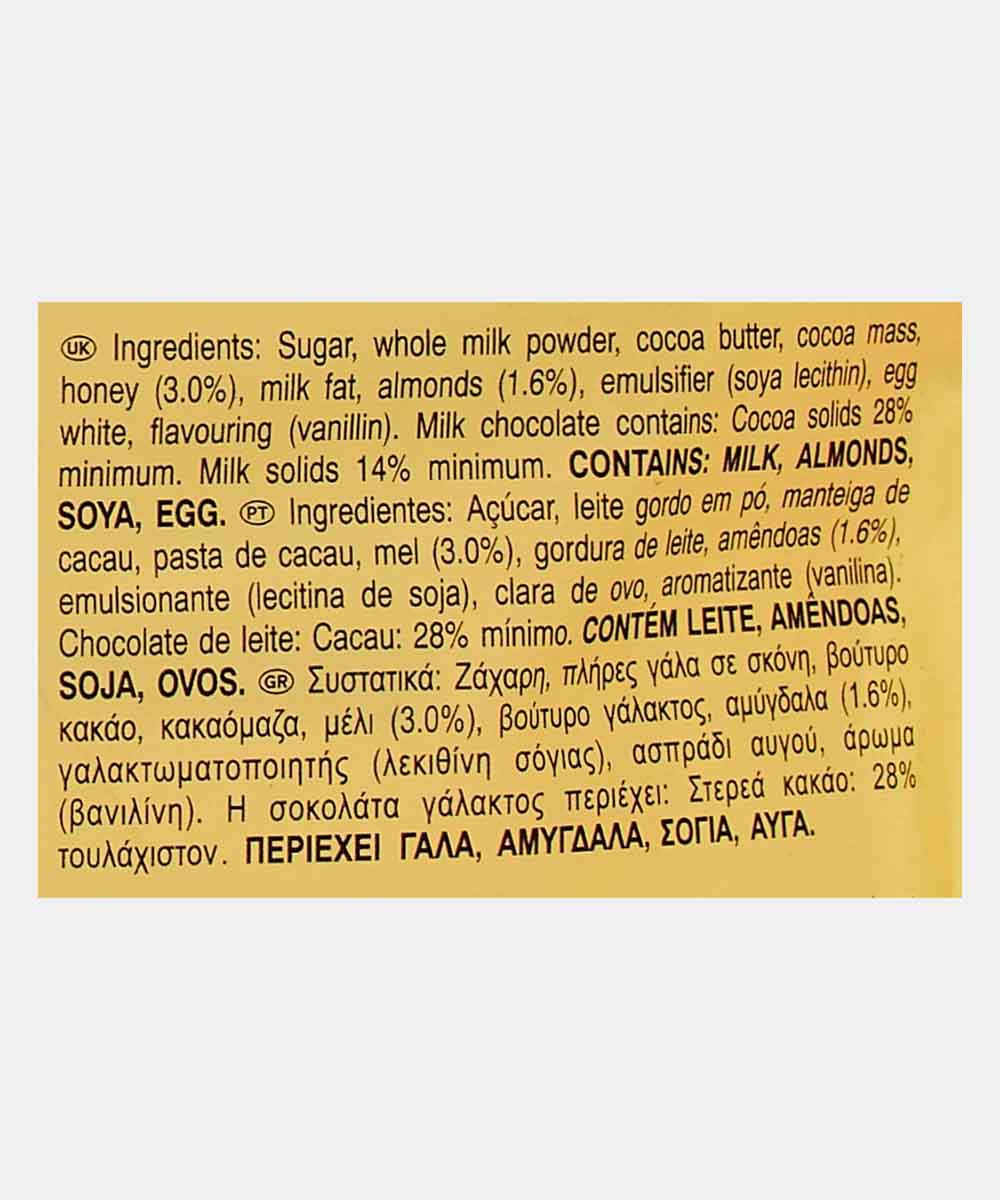 UK Ingredients: Sugar, whole milk powder, cocoa butter, cocoa mass,
honey (3.0%), milk fat, almonds (1.6%), emulsifier (soya lecithin), egg
white, flavouring (vanillin). Milk chocolate contains: Cocoa solids 28%
minimum. Milk solids 14% minimum. CONTAINS: MILK, ALMONDS,
SOYA, EGG. PT Ingredientes: Açúcar, leite gordo em pó, manteiga de
cacau, pasta de cacau, mel (3.0%), gordura de leite, amêndoas (1.6%),
emulsionante (lecitina de soja), clara de ovo, aromatizante (vanilina).
Chocolate de leite: Cacau: 28% mínimo. CONTÉM LEITE, AMÊNDOAS,
SOJA, OVOS. GR Συστατικά: Ζάχαρη, πλήρες γάλα σε σκόνη, βούτυρο
κακάο, κακαόμαζα, μέλι (3.0%), βούτυρο γάλακτος, αμύγδαλα (1.6%),
γαλακτωματοποιητής (λεκιθίνη σόγιας), ασπράδι αυγού, άρωμα
(βανιλίνη). Η σοκολάτα γάλακτος περιέχει: Στερεά κακάο: 28%
τουλάχιστον. ΠΕΡΙΕΧΕΙ ΓΑΛΑ, ΑΜΥΓΔΑΛΑ, ΣΟΓΙΑ, ΑΥΓΑ.